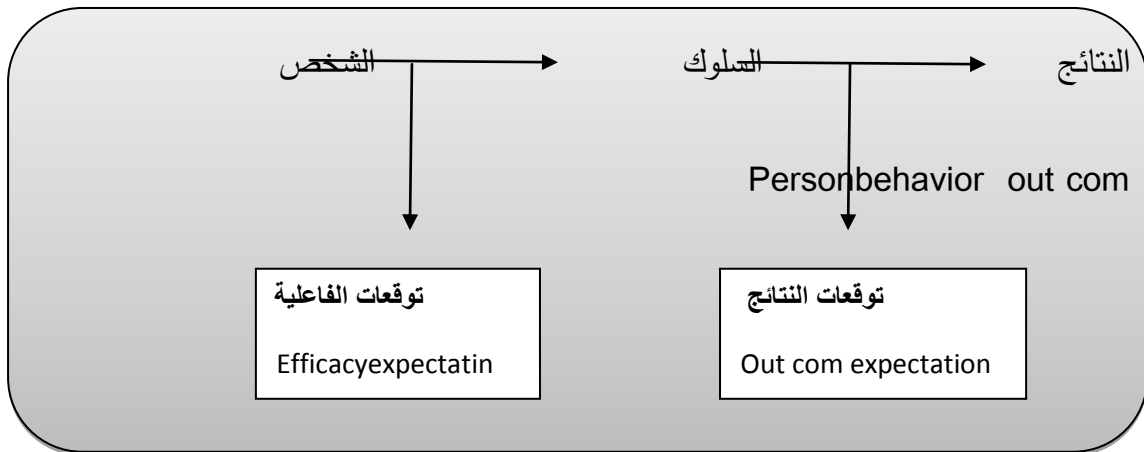 الشخص السلوك النتائج
Personbehavior out com
توقعات الفاعلية
Efficacyexpectatin
توقعات النتائج
Out com expectation